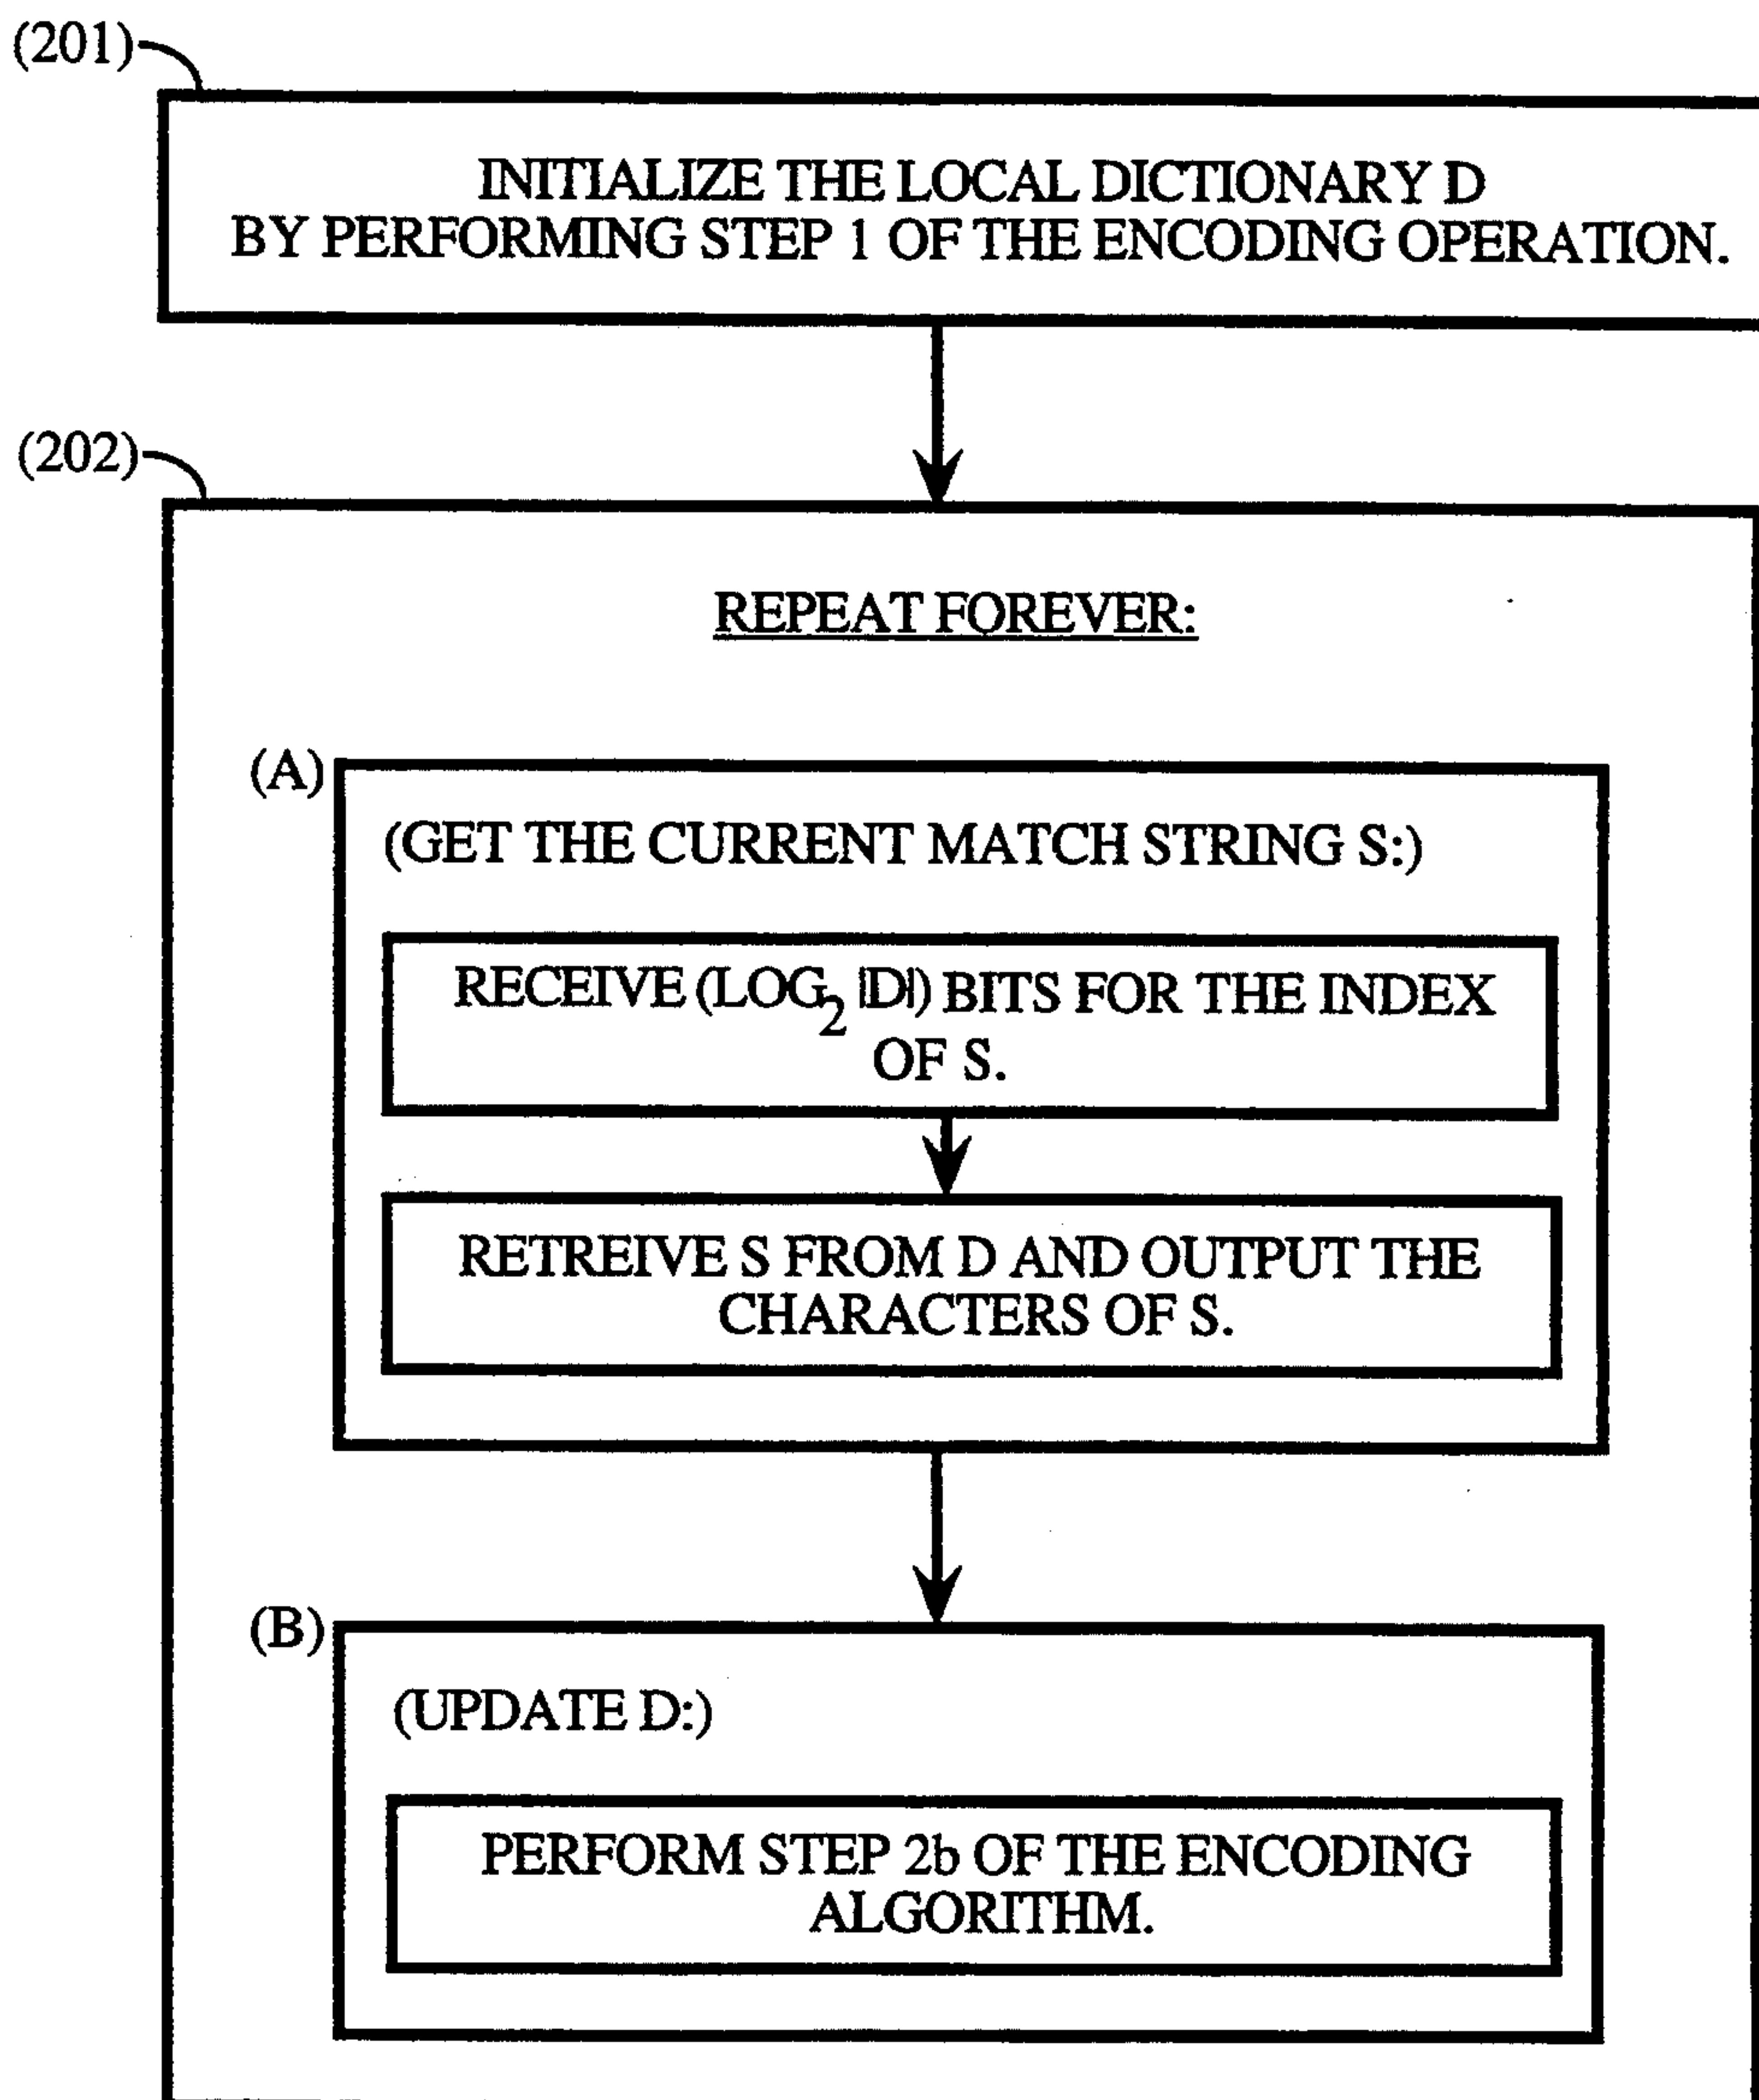 (201)
INITIALIZE THE LOCAL DICTIONARY D
BY PERFORMING STEP 1 OF THE ENCODING OPERATION.
(202)
REPEAT FOREVER:
(A)
(GET THE CURRENT MATCH STRING S:)
RECEIVE (LOG₂ |D|) BITS FOR THE INDEX
OF S.
RETREIVE S FROM D AND OUTPUT THE
CHARACTERS OF S.
(B)
(UPDATE D:)
PERFORM STEP 2b OF THE ENCODING
ALGORITHM.